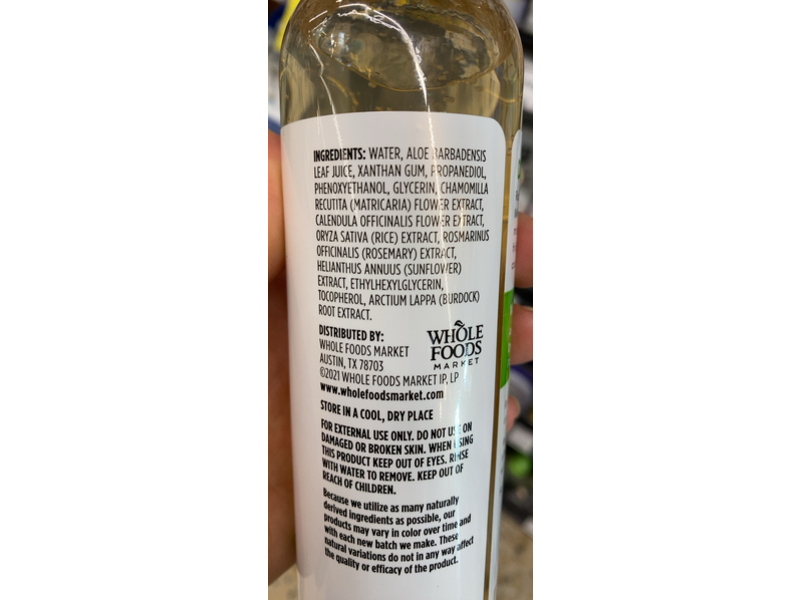 INGREDIENTS: WATER, ALOE BARBADENSIS
LEAF JUICE, XANTHAN GUM, PROPANEDIOL,
PHENOXYETHANOL, GLYCERIN, CHAMOMILLA
RECUTITA (MATRICARIA) FLOWER EXTRACT,
CALENDULA OFFICINALIS FLOWER EXTRACT,
ORYZA SATIVA (RICE) EXTRACT, ROSMARINUS
OFFICINALIS (ROSEMARY) EXTRACT,
HELIANTHUS ANNUUS (SUNFLOWER)
EXTRACT, ETHYLHEXYLGLYCERIN,
TOCOPHEROL, ARCTIUM LAPPA (BURDOCK)
ROOT EXTRACT.
DISTRIBUTED BY:
WHOLE FOODS MARKET
AUSTIN, TX 78703
©2021 WHOLE FOODS MARKET IP, LP
www.wholefoodsmarket.com
WHOLE
FOODS
MARKET
STORE IN A COOL, DRY PLACE
FOR EXTERNAL USE ONLY. DO NOT USE ON
DAMAGED OR BROKEN SKIN. WHEN USING
THIS PRODUCT KEEP OUT OF EYES. RINSE
WITH WATER TO REMOVE. KEEP OUT OF
REACH OF CHILDREN.
Because we utilize as many naturally
derived ingredients as possible, our
products may vary in color over time and
with each new batch we make. These
natural variations do not in any way affect
the quality or efficacy of the product.